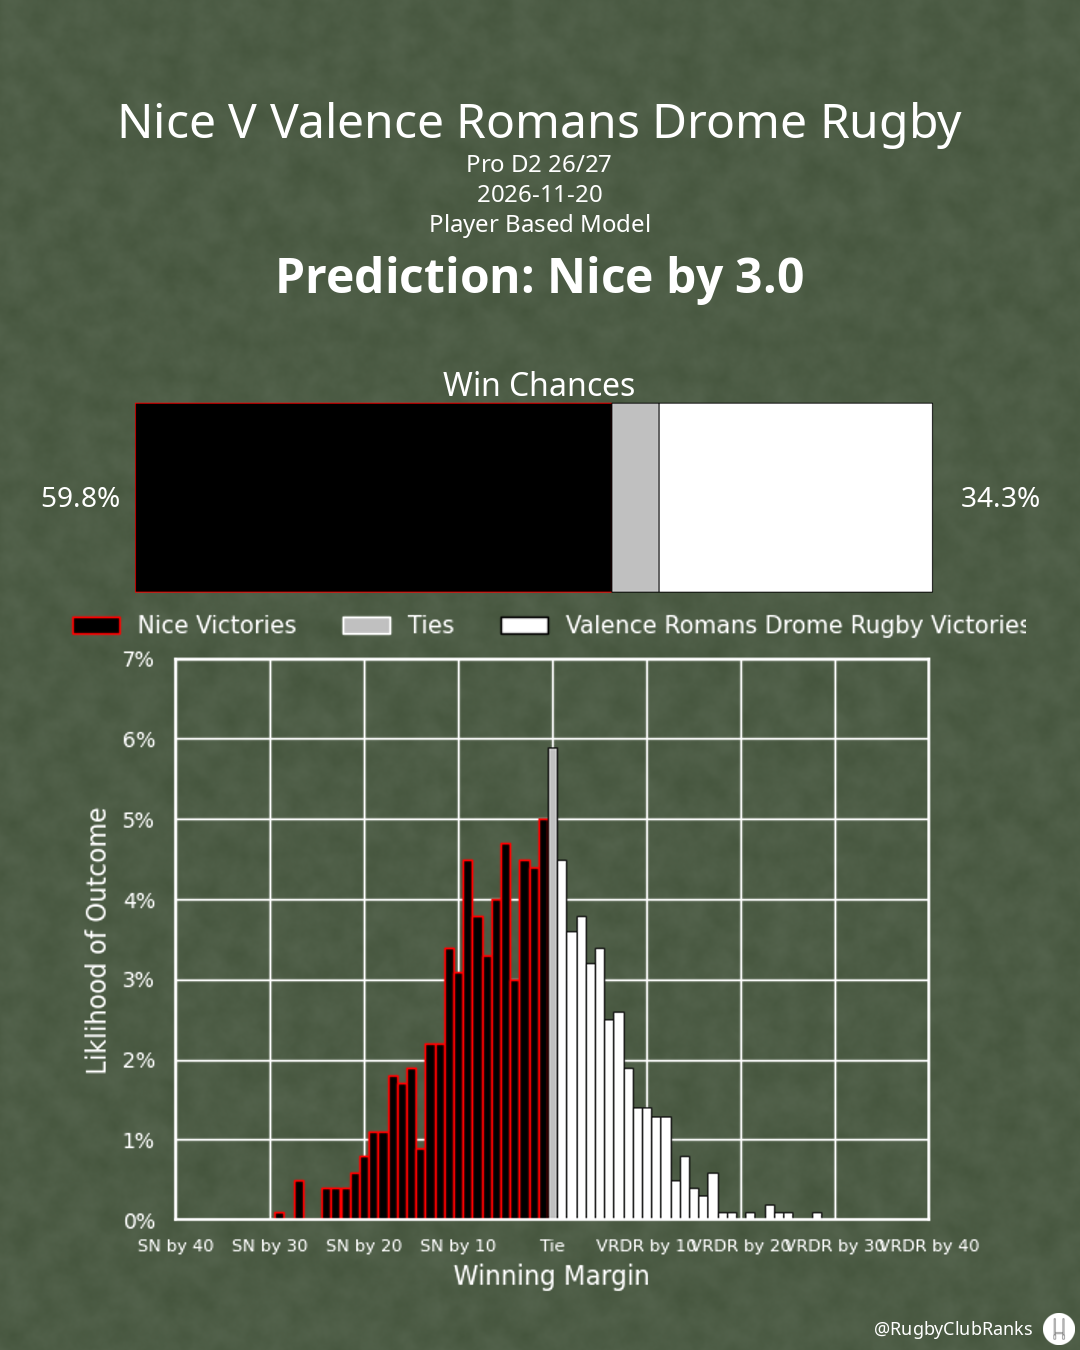 Nice V Valence Romans Drome Rugby
Pro D2 26/27
2026-11-20
Player Based Model
Prediction: Nice by 3.0
Win Chances
59.8%
34.3%
Nice Victories
Ties
Valence Romans Drome Rugby Victories
7%
6%
5%
4%
3%
2%
1%
0%
Liklihood of Outcome
SN by 40
SN by 30
SN by 20
SN by 10
Tie
VRDR by 10
VRDR by 20
VRDR by 30
VRDR by 40
Winning Margin
@RugbyClubRanks